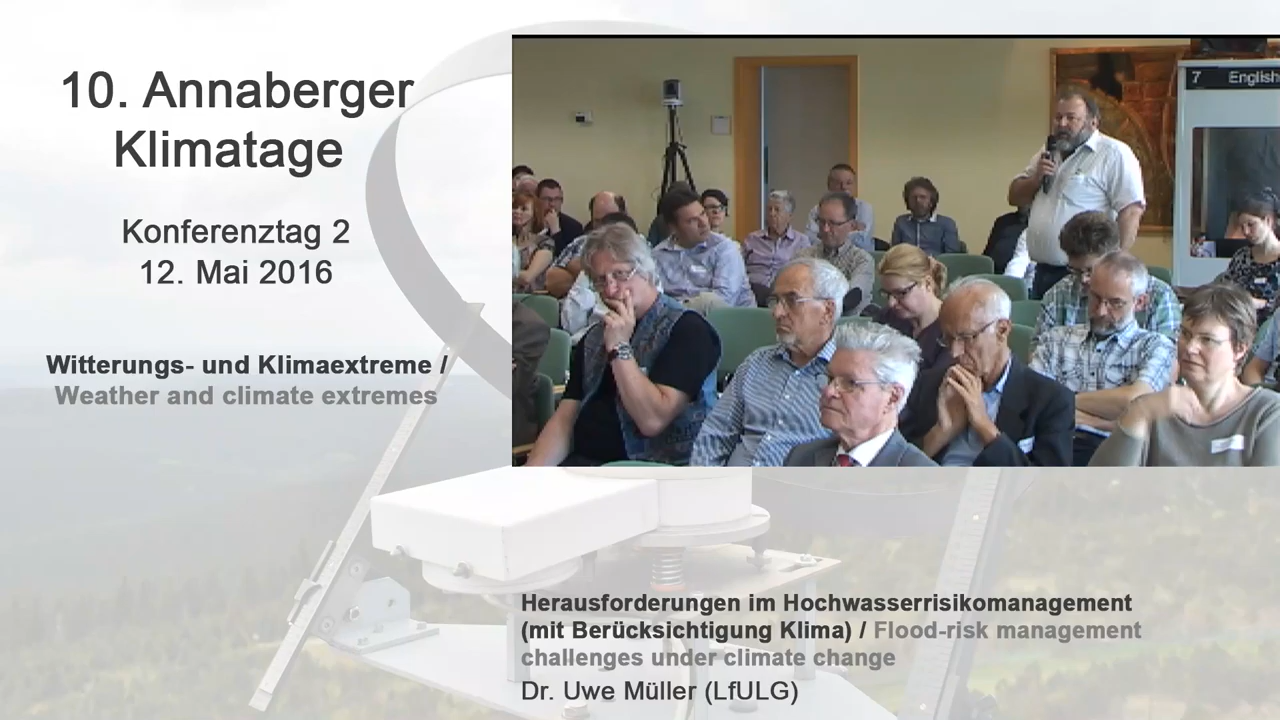 10. Annaberger
Klimatage
Konferenztag 2
12. Mai 2016
Witterungs- und Klimaextreme /
Weather and climate extremes
7 English
Herausforderungen im Hochwasserrisikomanagement
(mit Berücksichtigung Klima) / Flood-risk management
challenges under climate change
Dr. Uwe Müller (LfULG)